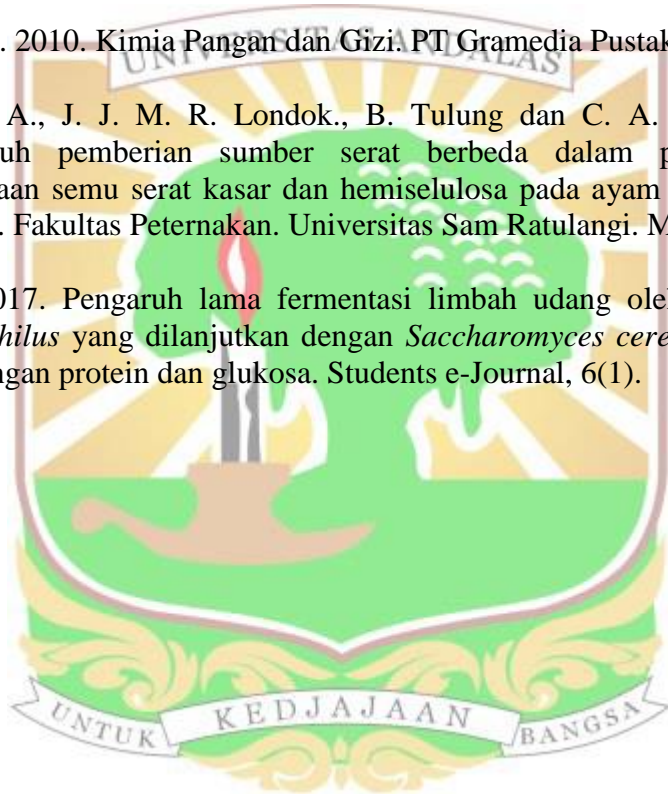 . 2010. Kimia Pangan dan Gizi. PT Gramedia Pustak
UNIVERSITAS ANDALAS
A., J. J. M. R. Londok., B. Tulung dan C. A.
uh pemberian sumber serat berbeda dalam p
aan semu serat kasar dan hemiselulosa pada ayam
. Fakultas Peternakan. Universitas Sam Ratulangi. M
017. Pengaruh lama fermentasi limbah udang ole
hilus yang dilanjutkan dengan Saccharomyces cere
ngan protein dan glukosa. Students e-Journal, 6(1).
UNTUK KEDJAJAAN BANGSA